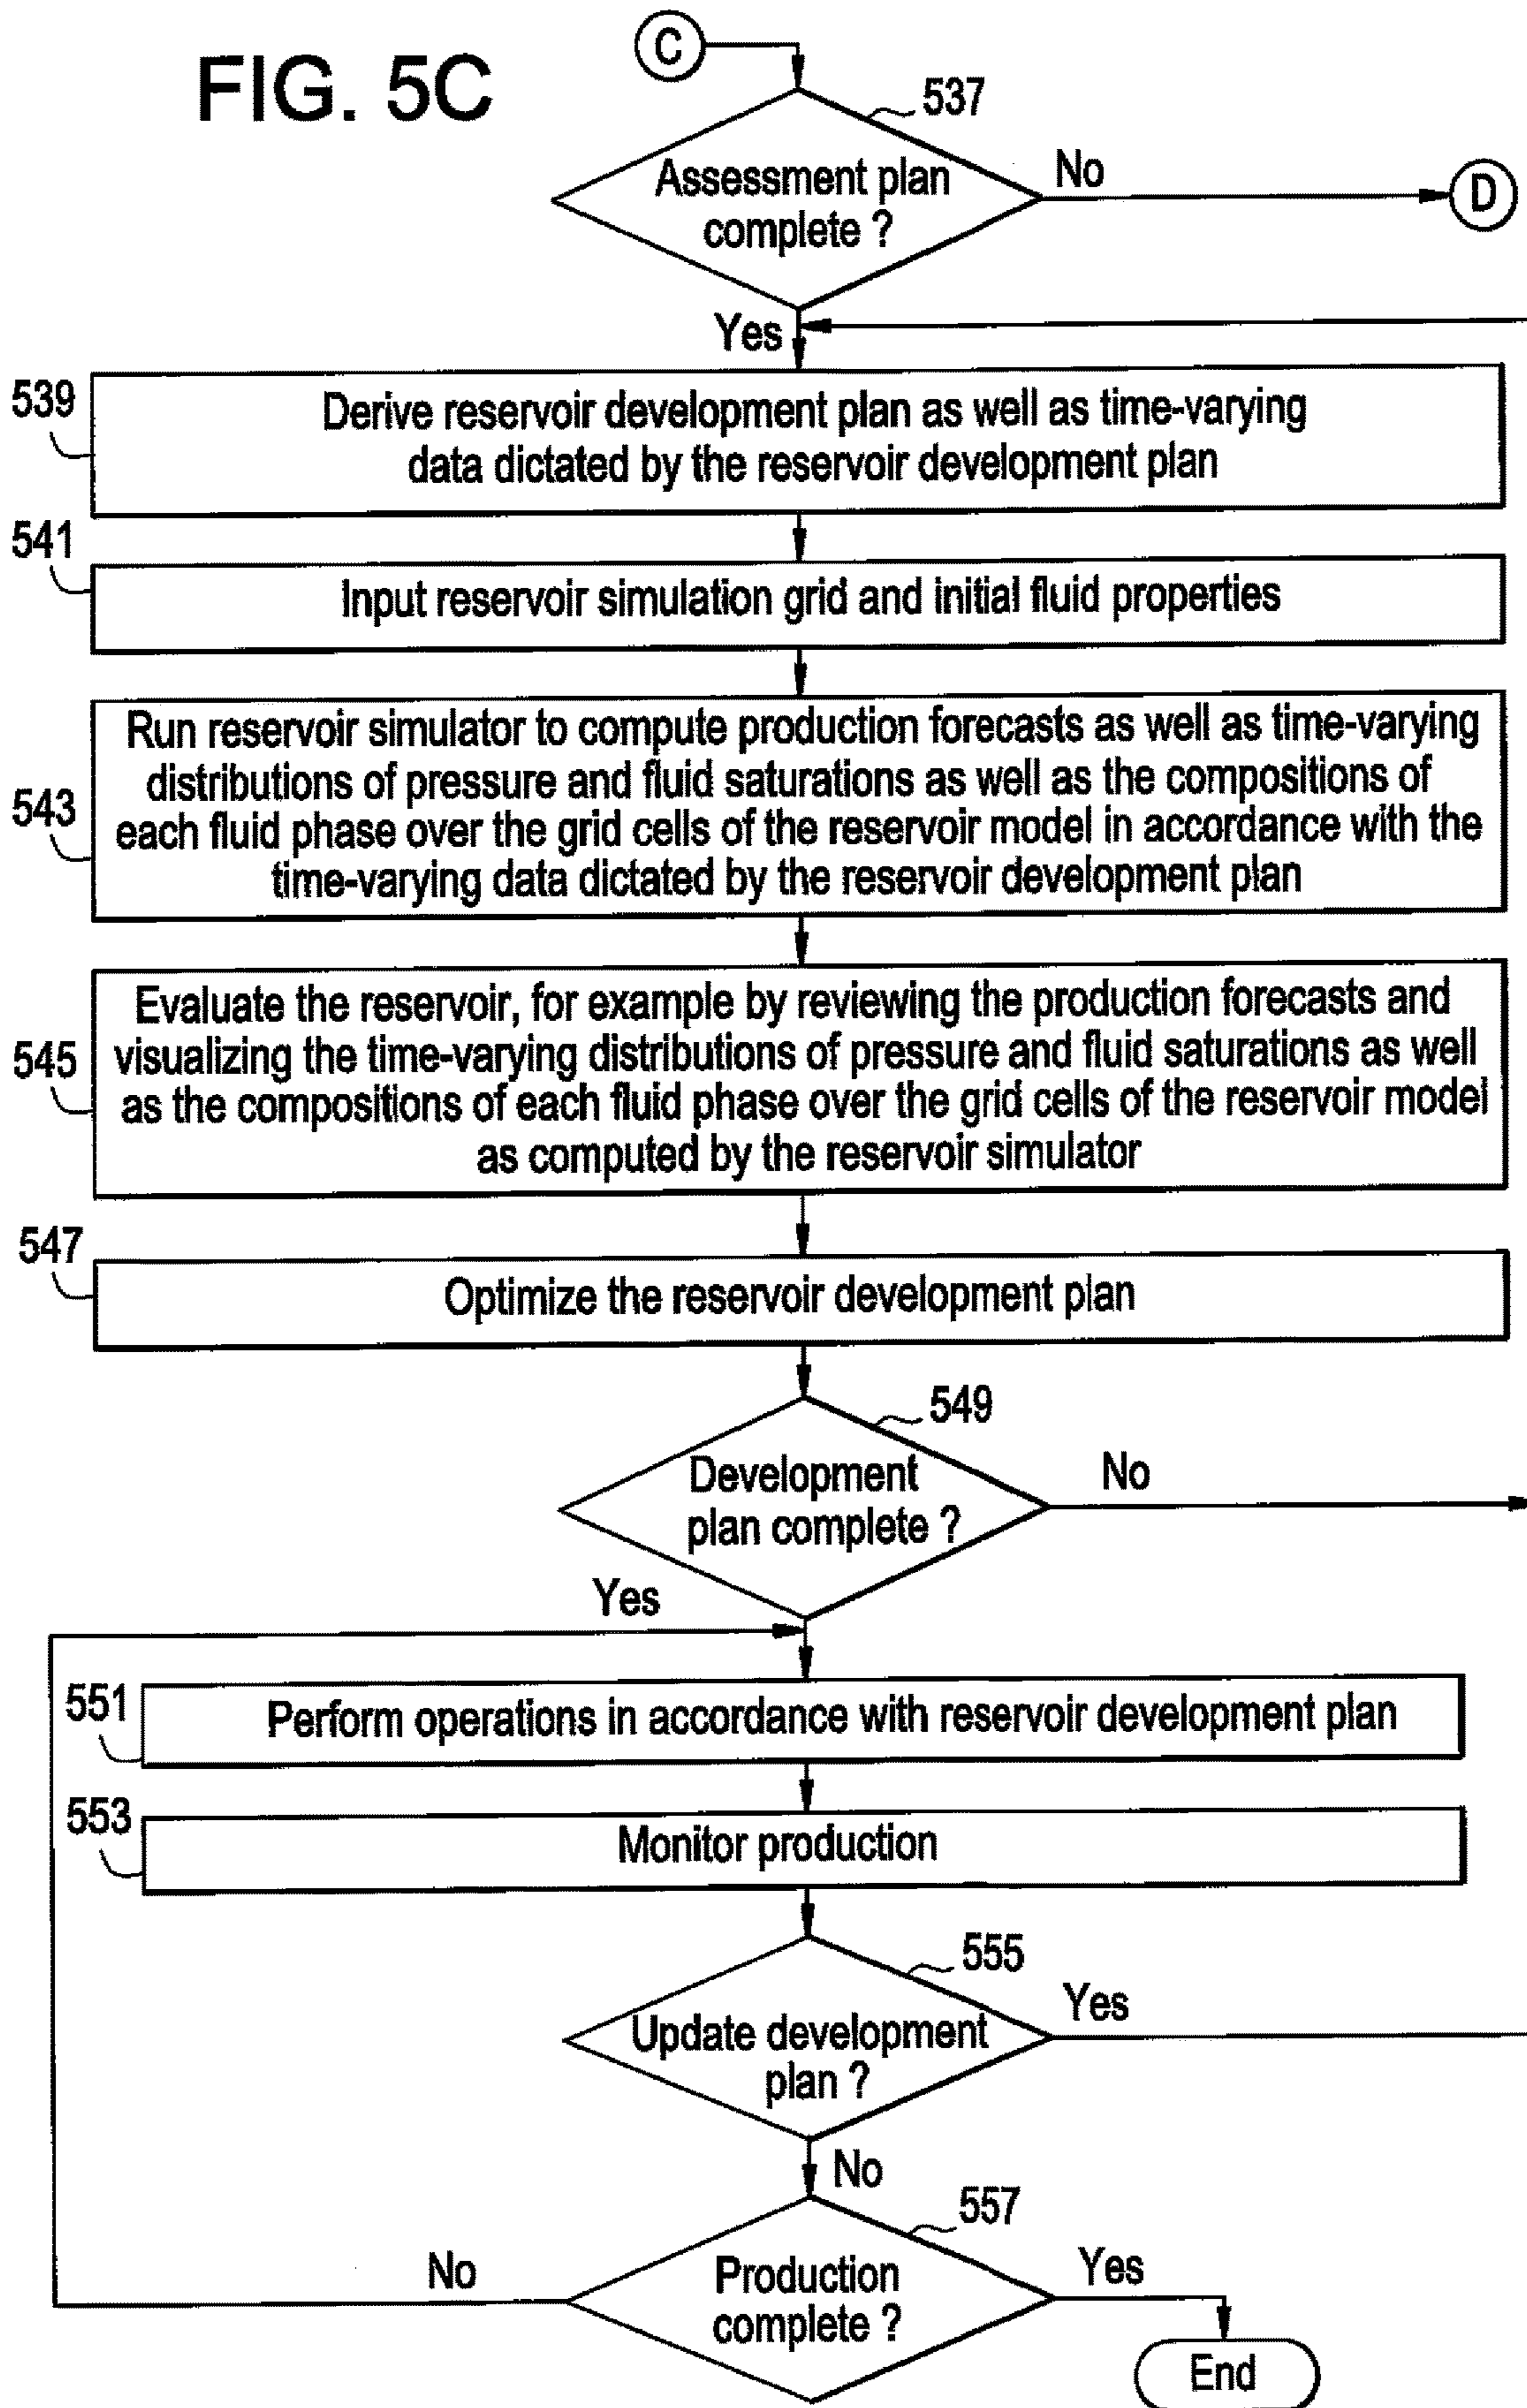 FIG. 5C
C
537
Assessment plan
complete ?
No
D
Yes
539
Derive reservoir development plan as well as time-varying
data dictated by the reservoir development plan
541
Input reservoir simulation grid and initial fluid properties
543
Run reservoir simulator to compute production forecasts as well as time-varying
distributions of pressure and fluid saturations as well as the compositions of
each fluid phase over the grid cells of the reservoir model in accordance with the
time-varying data dictated by the reservoir development plan
545
Evaluate the reservoir, for example by reviewing the production forecasts and
visualizing the time-varying distributions of pressure and fluid saturations as well
as the compositions of each fluid phase over the grid cells of the reservoir model
as computed by the reservoir simulator
547
Optimize the reservoir development plan
549
Development
plan complete ?
No
Yes
551
Perform operations in accordance with reservoir development plan
553
Monitor production
555
Update development
plan ?
Yes
No
557
Production
complete ?
No
Yes
End